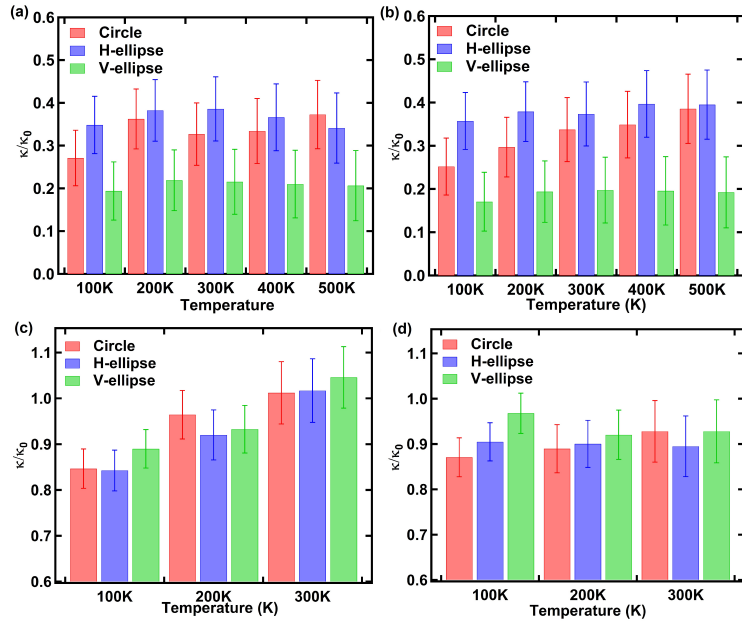 (a)
0.6
0.5
0.4
0.3
0.2
0.1
0.0
κ/κ0
Circle
H-ellipse
V-ellipse
100K 200K 300K 400K 500K
Temperature
(b)
0.6
0.5
0.4
0.3
0.2
0.1
0.0
κ/κ0
Circle
H-ellipse
V-ellipse
100K 200K 300K 400K 500K
Temperature (K)
(c)
1.1
1.0
0.9
0.8
0.7
0.6
κ/κ0
Circle
H-ellipse
V-ellipse
100K 200K 300K
Temperature (K)
(d)
1.1
1.0
0.9
0.8
0.7
0.6
κ/κ0
Circle
H-ellipse
V-ellipse
100K 200K 300K
Temperature (K)